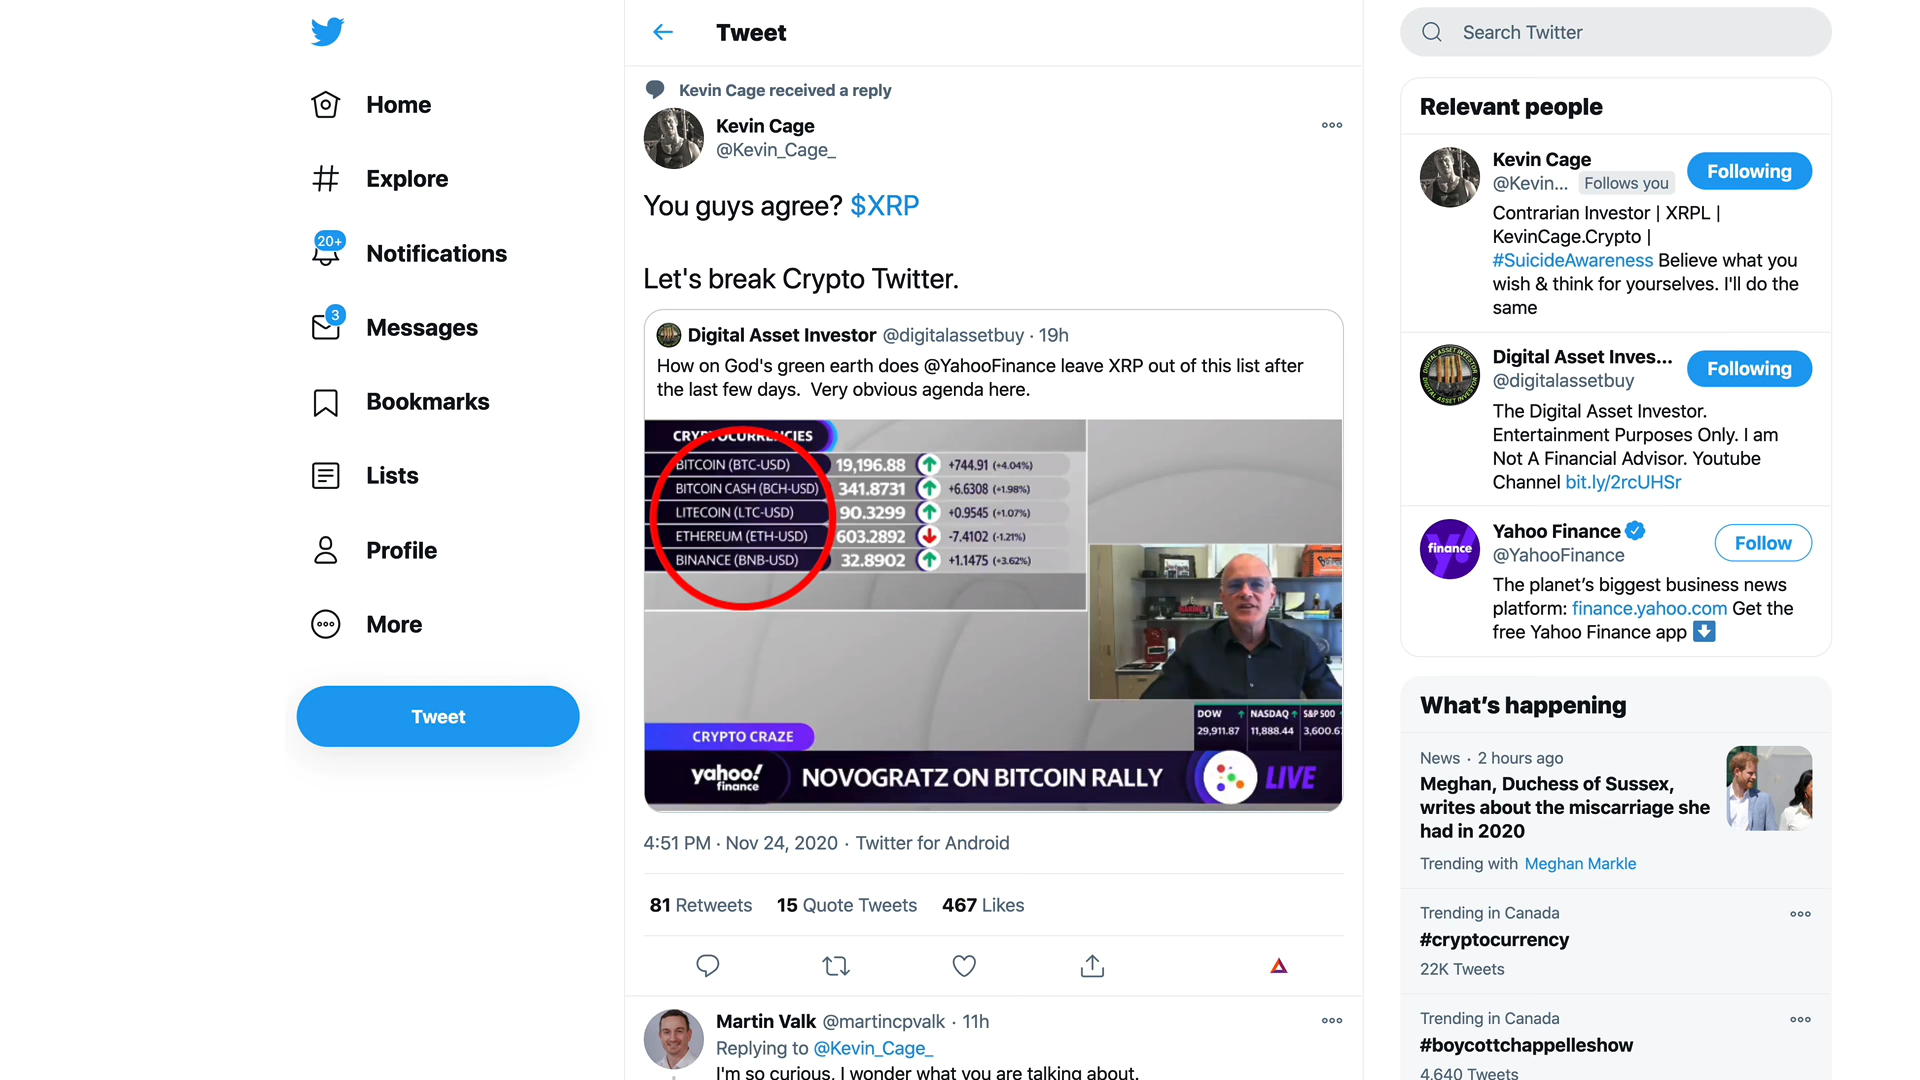 Tweet
Search Twitter
Home
Explore
20+
Notifications
3
Messages
Bookmarks
Lists
Profile
More
Tweet
Kevin Cage received a reply
Kevin Cage
@Kevin_Cage_
You guys agree? $XRP
Let's break Crypto Twitter.
Digital Asset Investor @digitalassetbuy · 19h
How on God's green earth does @YahooFinance leave XRP out of this list after
the last few days.  Very obvious agenda here.
CRYPTOCURRENCIES
BITCOIN (BTC-USD) 19,196.88 +744.91 (+4.04%)
BITCOIN CASH (BCH-USD) 341.8731 +6.6308 (+1.98%)
LITECOIN (LTC-USD) 90.3299 +0.9545 (+1.07%)
ETHEREUM (ETH-USD) 603.2892 -7.4102 (-1.21%)
BINANCE (BNB-USD) 32.8902 +1.1475 (+3.62%)
DOW NASDAQ S&P 500
29,911.87 11,888.44 3,600.67
CRYPTO CRAZE
yahoo!
finance
NOVOGRATZ ON BITCOIN RALLY
LIVE
4:51 PM · Nov 24, 2020 · Twitter for Android
81 Retweets 15 Quote Tweets 467 Likes
Martin Valk @martincpvalk · 11h
Replying to @Kevin_Cage_
I'm so curious, I wonder what you are talking about.
Relevant people
Kevin Cage
@Kevin... Follows you
Following
Contrarian Investor | XRPL |
KevinCage.Crypto |
#SuicideAwareness Believe what you
wish & think for yourselves. I'll do the
same
Digital Asset Inves...
@digitalassetbuy
Following
The Digital Asset Investor.
Entertainment Purposes Only. I am
Not A Financial Advisor. Youtube
Channel bit.ly/2rcUHSr
finance
Yahoo Finance
@YahooFinance
Follow
The planet’s biggest business news
platform: finance.yahoo.com Get the
free Yahoo Finance app
What’s happening
News · 2 hours ago
Meghan, Duchess of Sussex,
writes about the miscarriage she
had in 2020
Trending with Meghan Markle
Trending in Canada
#cryptocurrency
22K Tweets
Trending in Canada
#boycottchappelleshow
4,640 Tweets